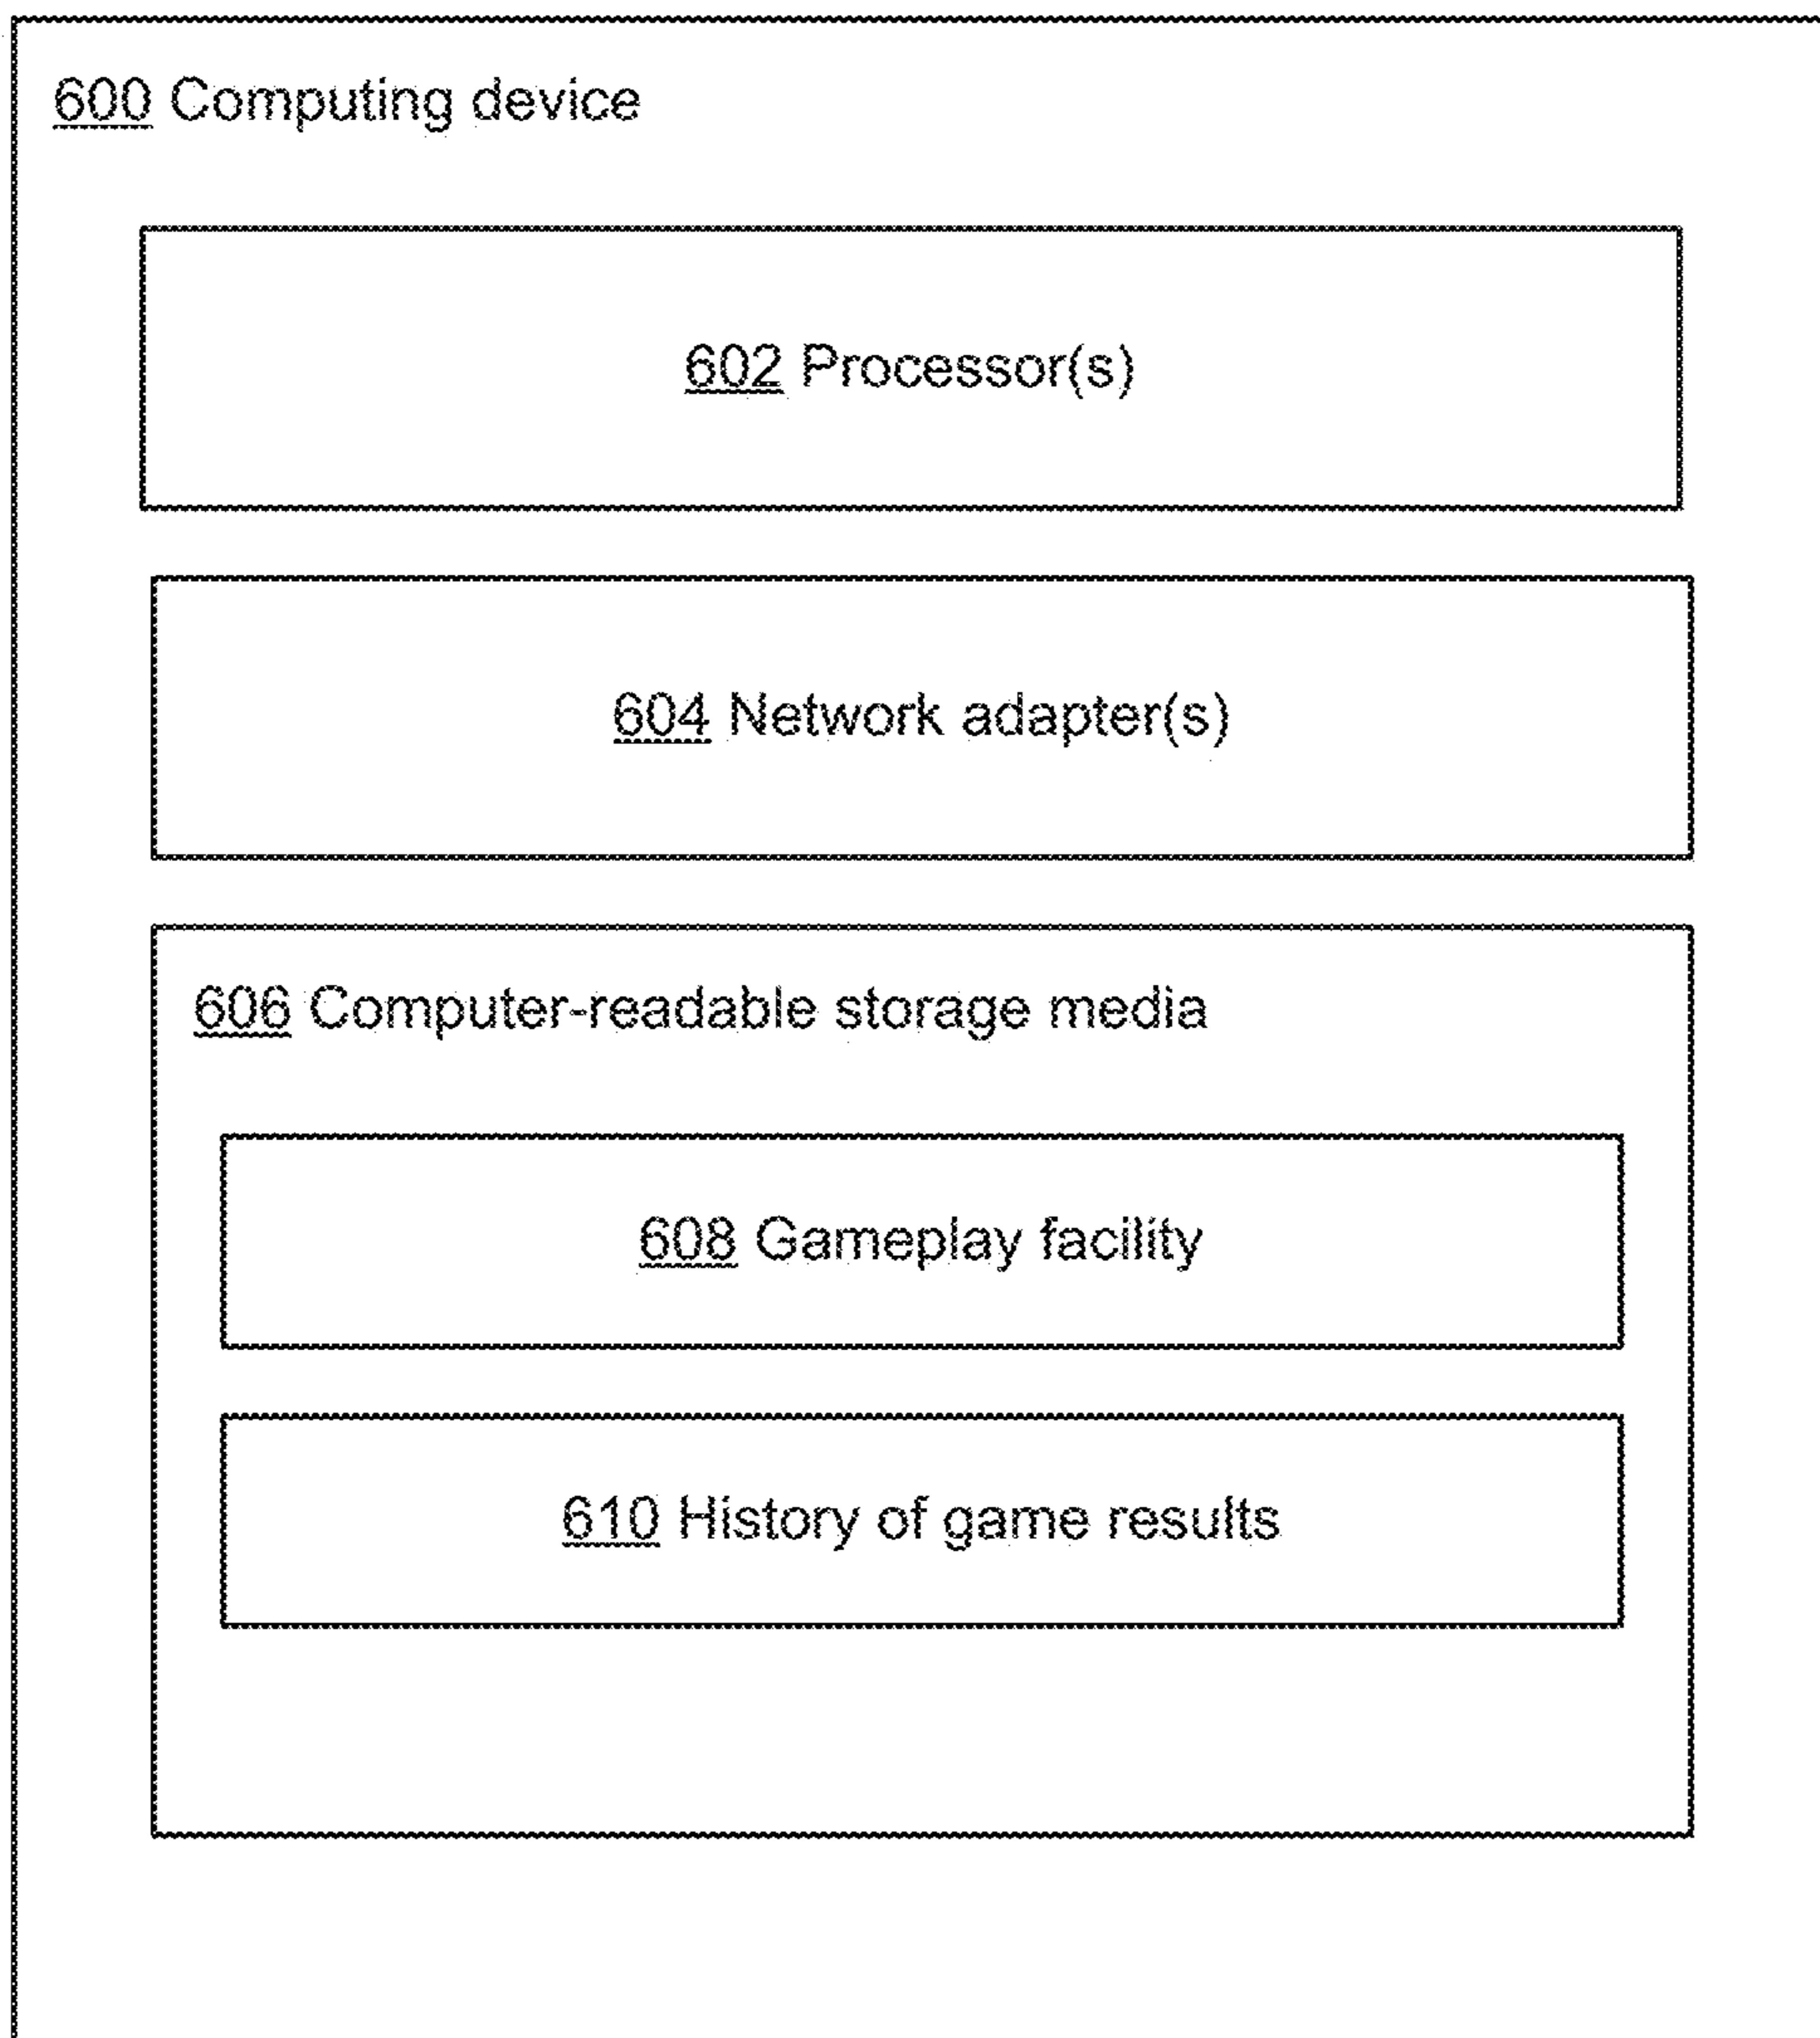 600 Computing device
602 Processor(s)
604 Network adapter(s)
606 Computer-readable storage media
608 Gameplay facility
610 History of game results